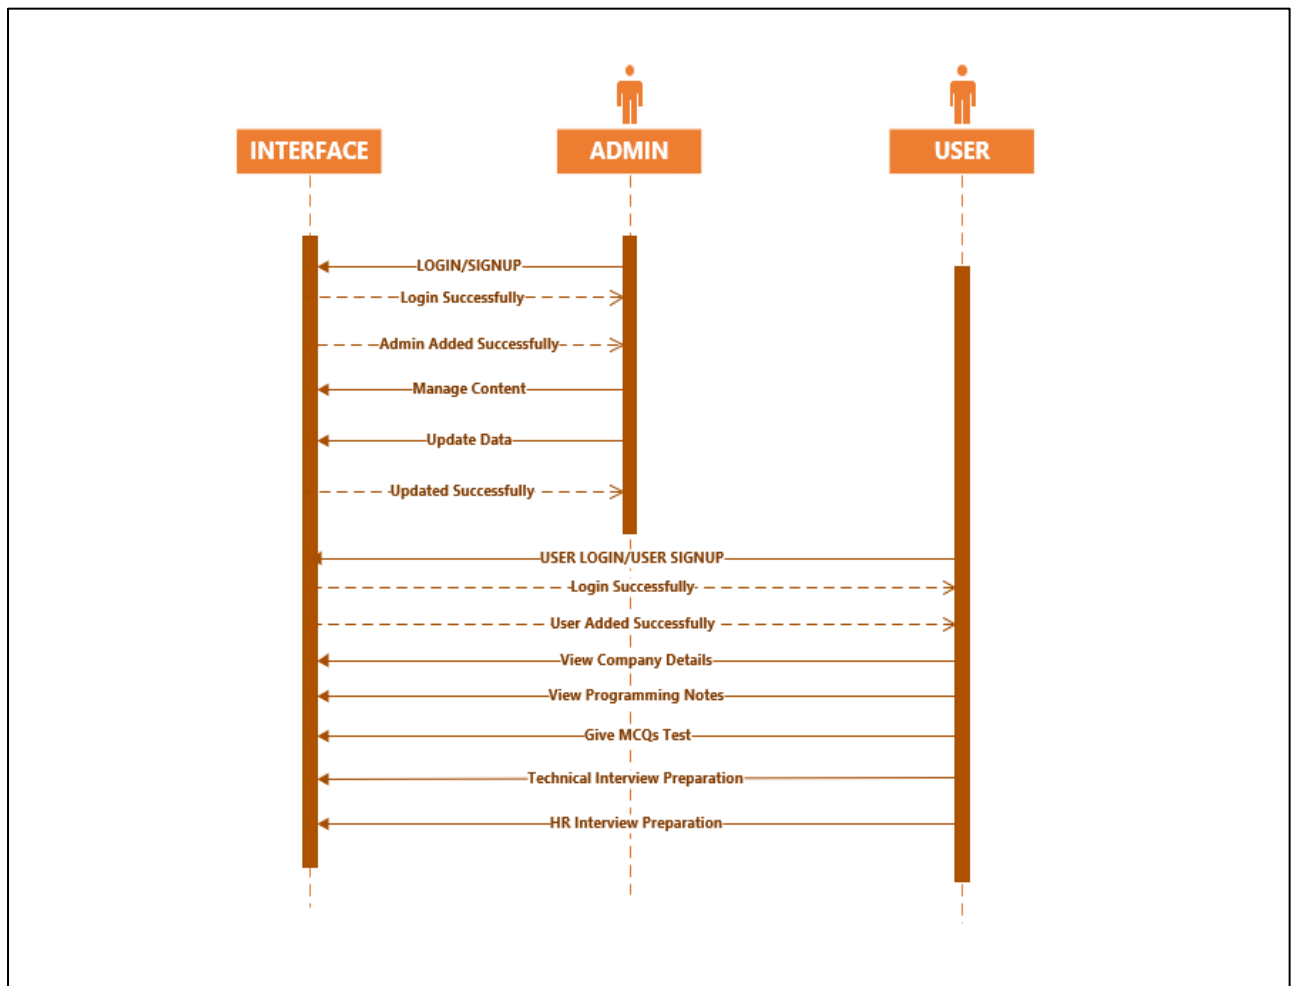 INTERFACE
ADMIN
USER
LOGIN/SIGNUP
Login Successfully
Admin Added Successfully
Manage Content
Update Data
Updated Successfully
USER LOGIN/USER SIGNUP
Login Successfully
User Added Successfully
View Company Details
View Programming Notes
Give MCQs Test
Technical Interview Preparation
HR Interview Preparation